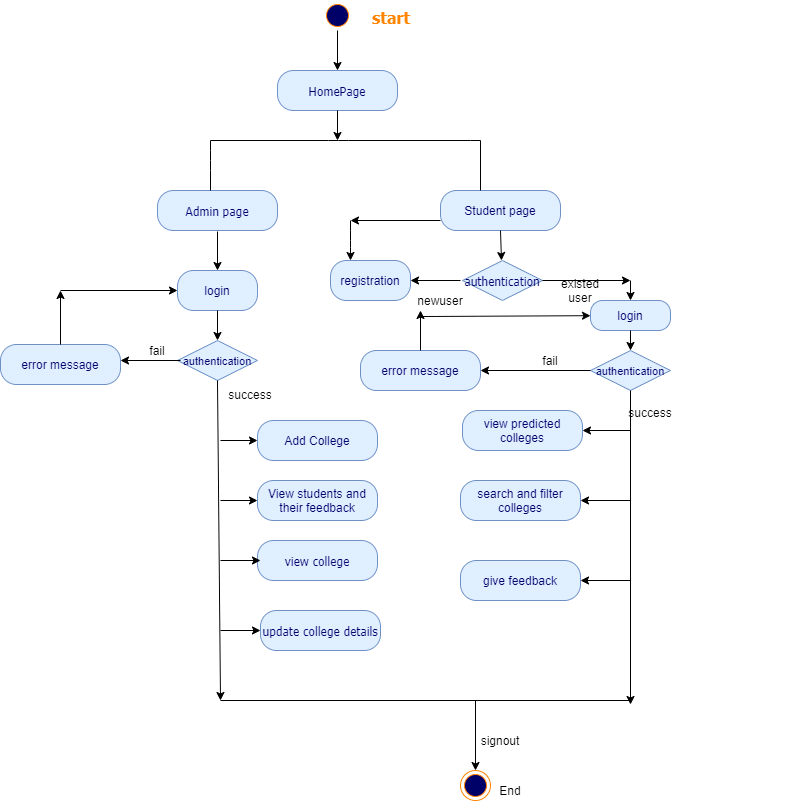 start
HomePage
Admin page
Student page
registration
authentication
existed
user
newuser
login
login
error message
fail
authentication
success
error message
fail
authentication
success
Add College
view predicted
colleges
View students and
their feedback
search and filter
colleges
view college
give feedback
update college details
signout
End